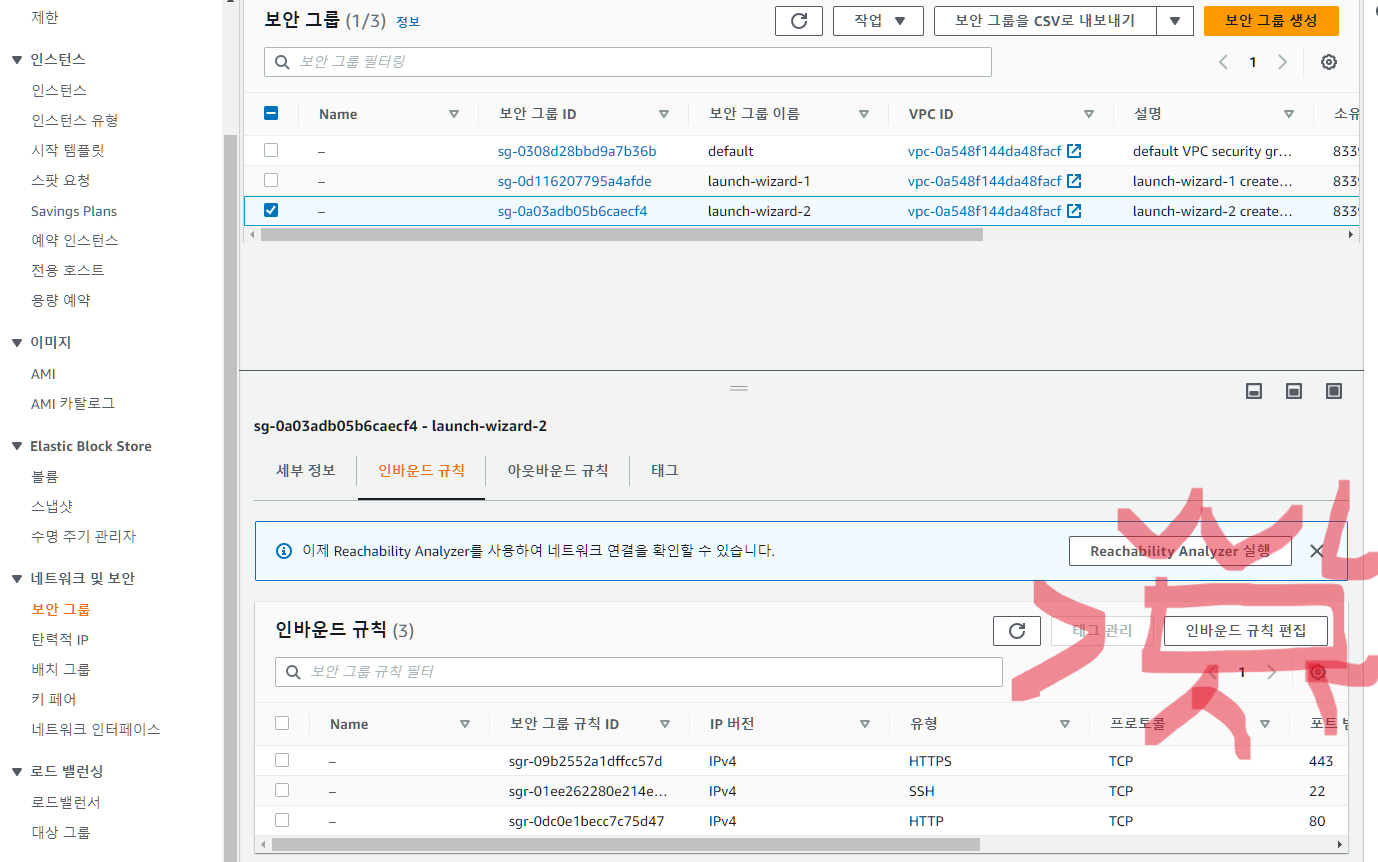 제한
인스턴스
인스턴스
인스턴스 유형
시작 템플릿
스팟 요청
Savings Plans
예약 인스턴스
전용 호스트
용량 예약
이미지
AMI
AMI 카탈로그
Elastic Block Store
볼륨
스냅샷
수명 주기 관리자
네트워크 및 보안
보안 그룹
탄력적 IP
배치 그룹
키 페어
네트워크 인터페이스
로드 밸런싱
로드밸런서
대상 그룹
보안 그룹 (1/3) 정보 작업 보안 그룹을 CSV로 내보내기 보안 그룹 생성
보안 그룹 필터링 1
Name 보안 그룹 ID 보안 그룹 이름 VPC ID 설명 소유
– sg-0308d28bbd9a7b36b default vpc-0a548f144da48facf default VPC security gr... 8339
– sg-0d116207795a4afde launch-wizard-1 vpc-0a548f144da48facf launch-wizard-1 create... 8339
– sg-0a03adb05b6caecf4 launch-wizard-2 vpc-0a548f144da48facf launch-wizard-2 create... 8339
sg-0a03adb05b6caecf4 - launch-wizard-2
세부 정보 인바운드 규칙 아웃바운드 규칙 태그
이제 Reachability Analyzer를 사용하여 네트워크 연결을 확인할 수 있습니다. Reachability Analyzer 실행
인바운드 규칙 (3) 태그 관리 인바운드 규칙 편집
보안 그룹 규칙 필터 1
Name 보안 그룹 규칙 ID IP 버전 유형 프로토콜 포트
– sgr-09b2552a1dffcc57d IPv4 HTTPS TCP 443
– sgr-01ee262280e214e... IPv4 SSH TCP 22
– sgr-0dc0e1becc7c75d47 IPv4 HTTP TCP 80